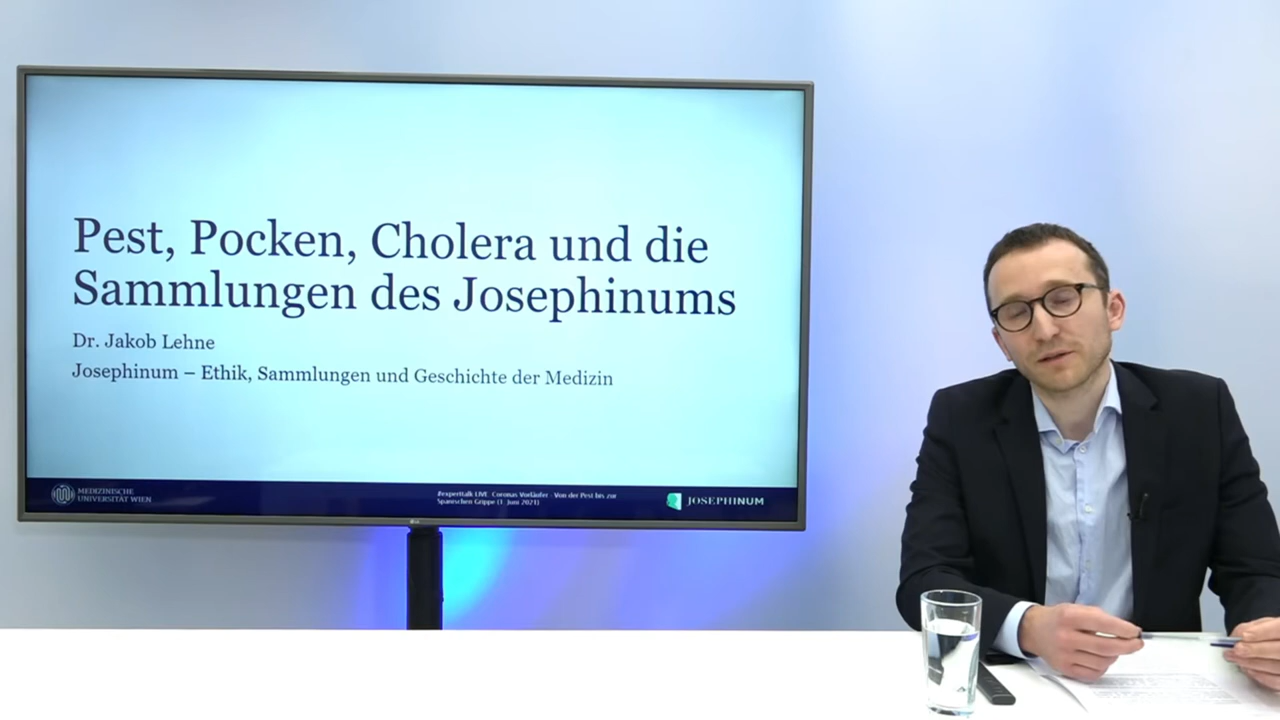 Pest, Pocken, Cholera und die
Sammlungen des Josephinums
Dr. Jakob Lehne
Josephinum – Ethik, Sammlungen und Geschichte der Medizin
MEDIZINISCHE
UNIVERSITÄT WIEN
#experttalk LIVE Coronas Vorläufer - Von der Pest bis zur
Spanischen Grippe (1. Juni 2021)
JOSEPHINUM
LG